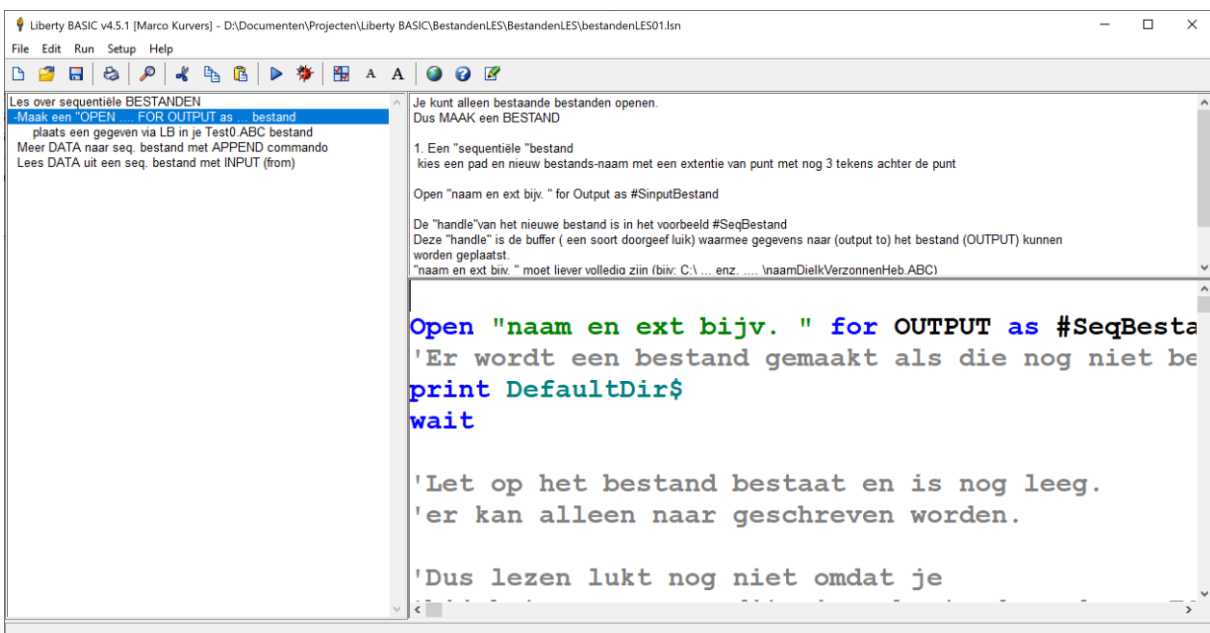 Liberty BASIC v4.5.1 [Marco Kurvers] - D:\Documenten\Projecten\Liberty BASIC\BestandenLES\BestandenLES\bestandenLES01.lsn
File Edit Run Setup Help
A A
Les over sequentiële BESTANDEN
-Maak een "OPEN .... FOR OUTPUT as ... bestand
plaats een gegeven via LB in je Test0.ABC bestand
Meer DATA naar seq. bestand met APPEND commando
Lees DATA uit een seq. bestand met INPUT (from)
Je kunt alleen bestaande bestanden openen.
Dus MAAK een BESTAND
1. Een "sequentiële "bestand
kies een pad en nieuw bestands-naam met een extentie van punt met nog 3 tekens achter de punt
Open "naam en ext bijv. " for Output as #SinputBestand
De "handle"van het nieuwe bestand is in het voorbeeld #SeqBestand
Deze "handle" is de buffer ( een soort doorgeef luik) waarmee gegevens naar (output to) het bestand (OUTPUT) kunnen
worden geplaatst.
"naam en ext bijv. " moet liever volledig zijn (bijv: C:\ ... enz. .... \naamDieIkVerzonnenHeb.ABC)
Open "naam en ext bijv. " for OUTPUT as #SeqBesta
'Er wordt een bestand gemaakt als die nog niet be
print DefaultDir$
wait
'Let op het bestand bestaat en is nog leeg.
'er kan alleen naar geschreven worden.
'Dus lezen lukt nog niet omdat je